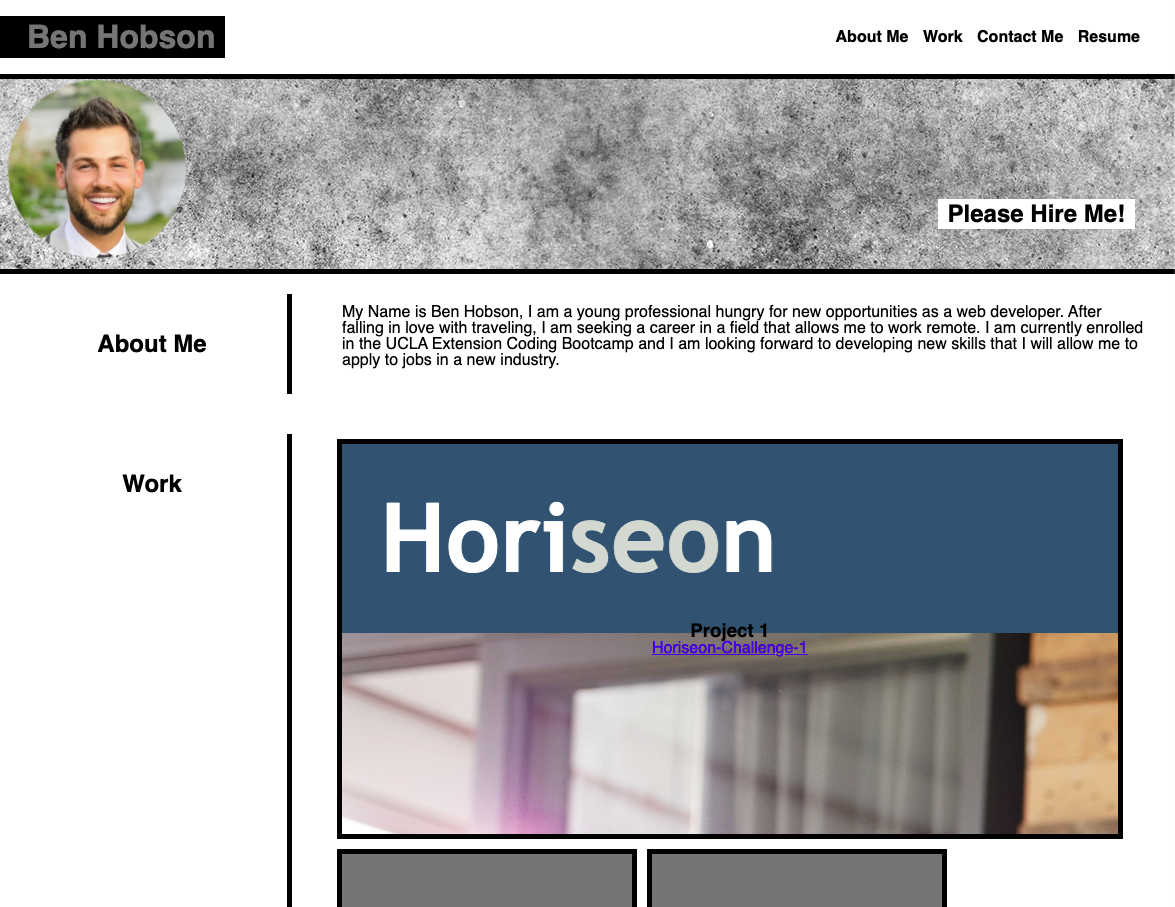 Ben Hobson
About Me Work Contact Me Resume
Please Hire Me!
About Me
My Name is Ben Hobson, I am a young professional hungry for new opportunities as a web developer. After
falling in love with traveling, I am seeking a career in a field that allows me to work remote. I am currently enrolled
in the UCLA Extension Coding Bootcamp and I am looking forward to developing new skills that I will allow me to
apply to jobs in a new industry.
Work
Horiseon
Project 1
Horiseon-Challenge-1